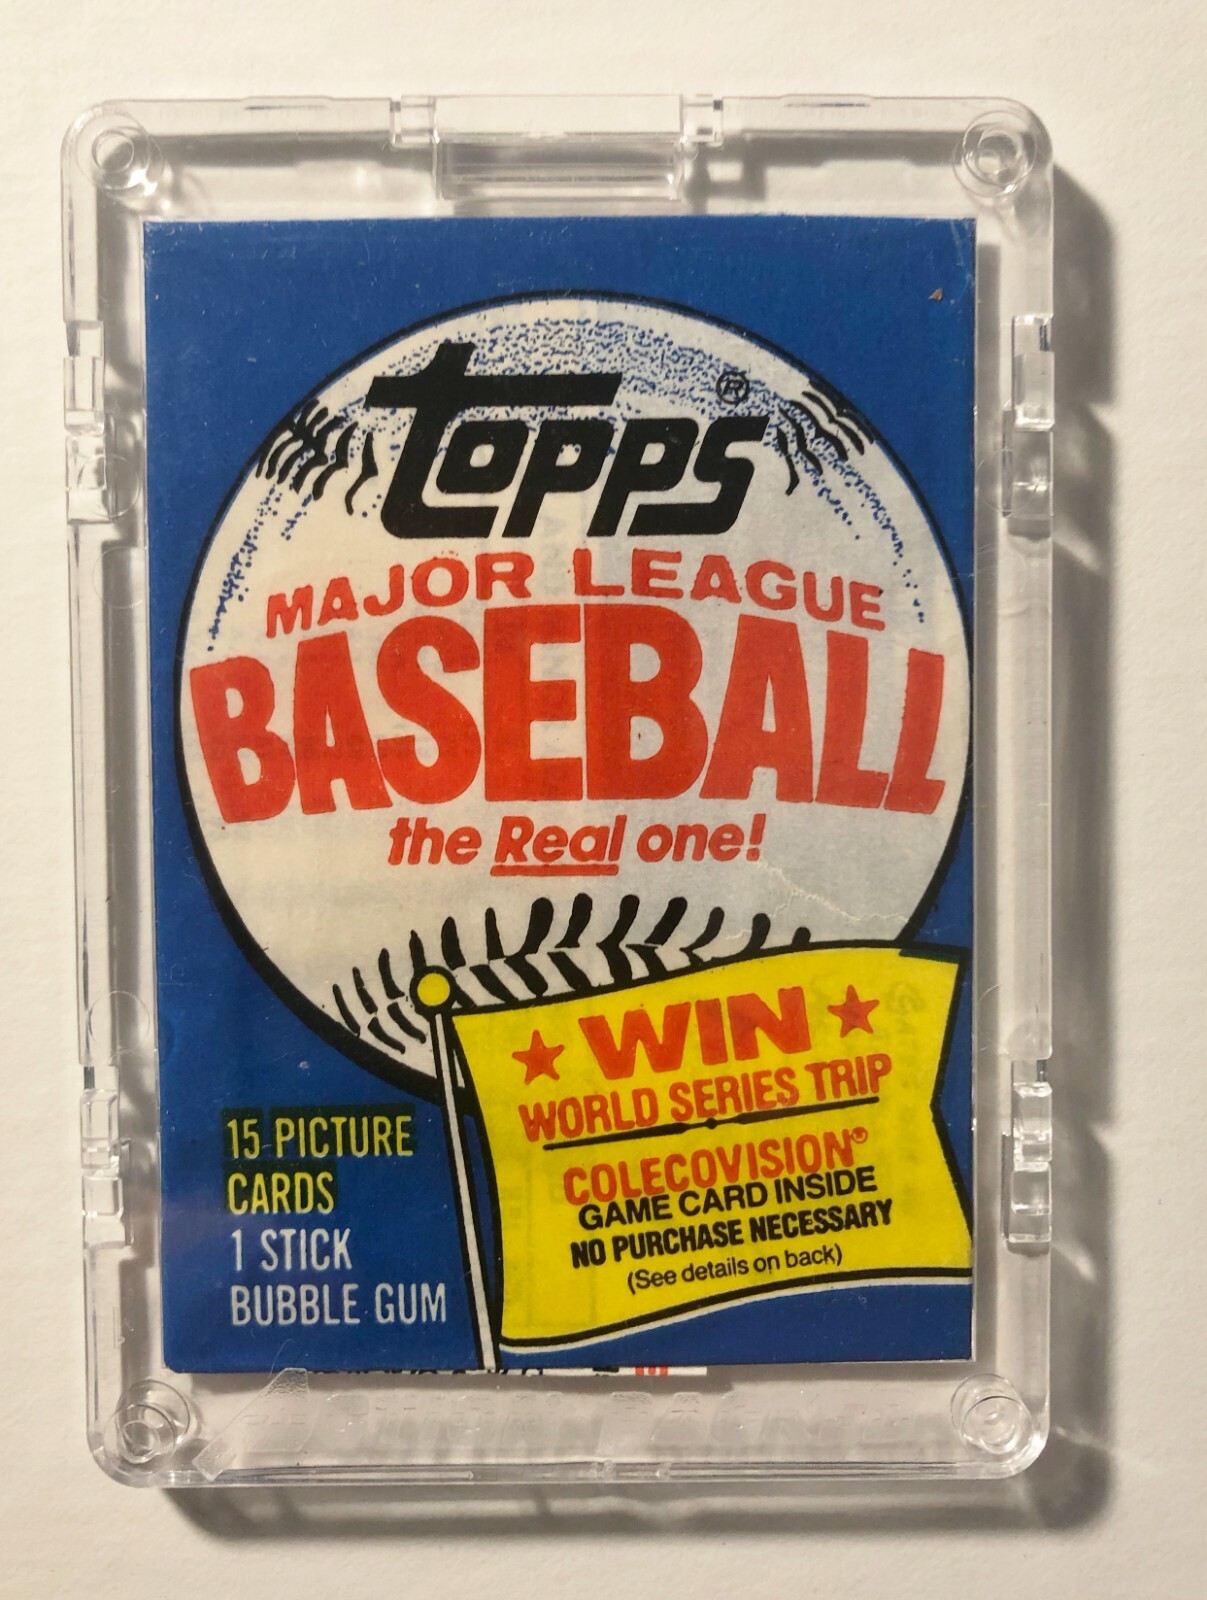 topps®
MAJOR LEAGUE
BASEBALL
the Real one!
★ WIN ★
WORLD SERIES TRIP
COLECOVISION®
GAME CARD INSIDE
NO PURCHASE NECESSARY
(See details on back)
15 PICTURE
CARDS
1 STICK
BUBBLE GUM